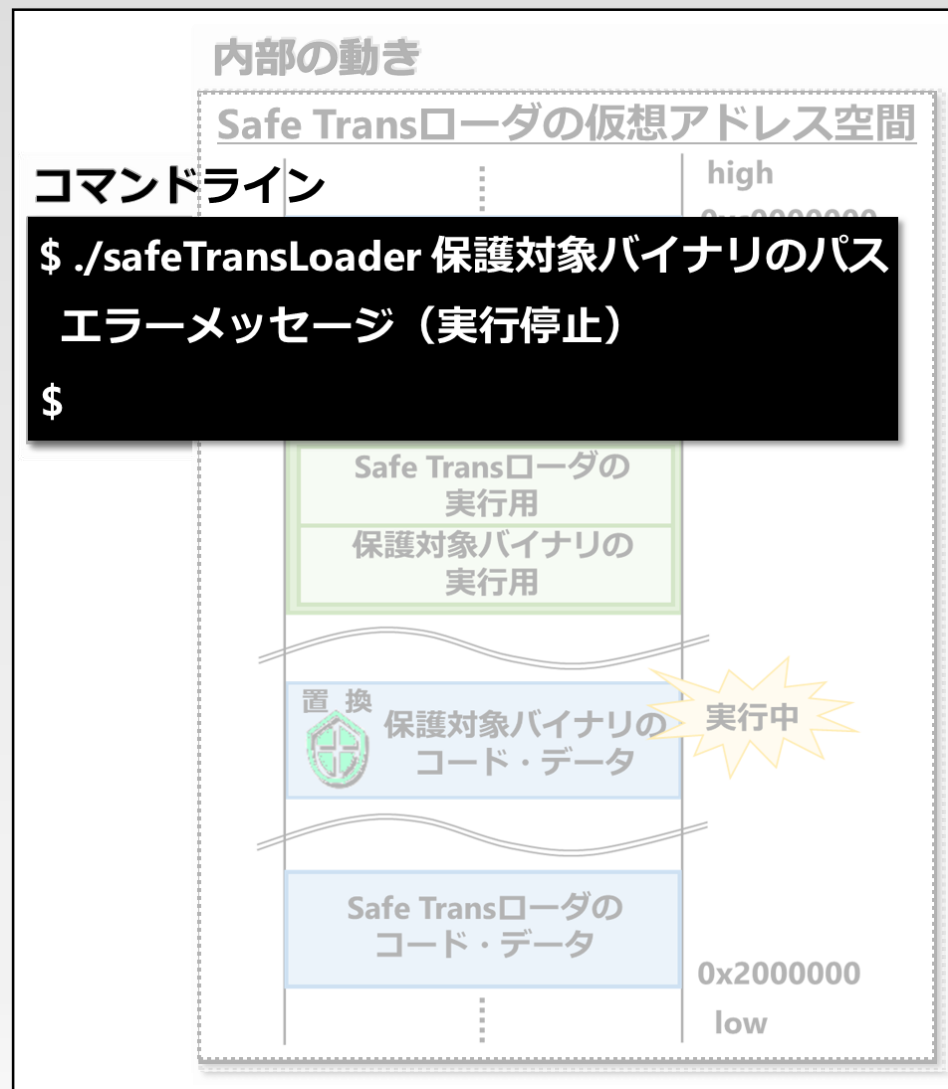 内部の動き
Safe Transローダの仮想アドレス空間
high
コマンドライン
$ ./safeTransLoader 保護対象バイナリのパス
エラーメッセージ（実行停止）
$
Safe Transローダの
実行用
保護対象バイナリの
実行用
置 換
保護対象バイナリの
コード・データ
実行中
Safe Transローダの
コード・データ
0x2000000
low